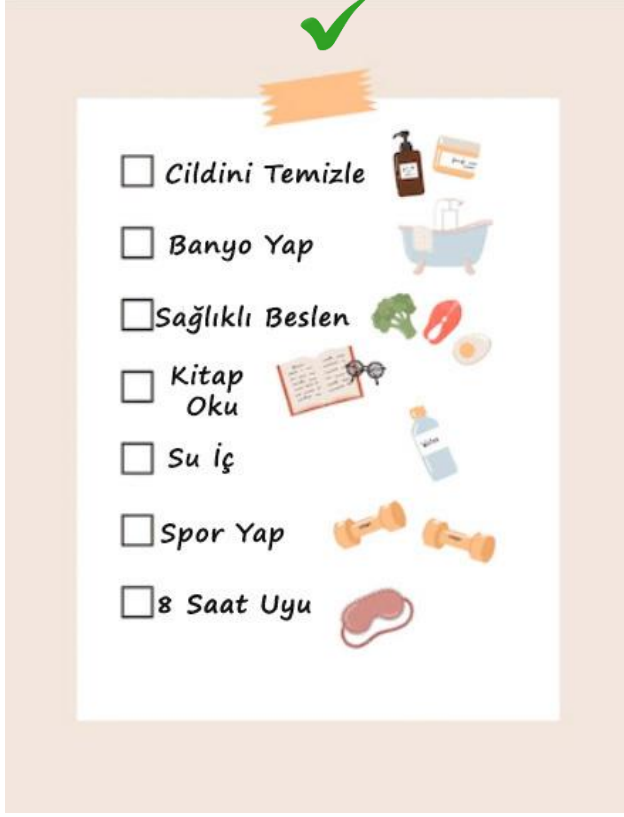 Cildini Temizle
Banyo Yap
Sağlıklı Beslen
Kitap
Oku
Su İç
Spor Yap
8 Saat Uyu